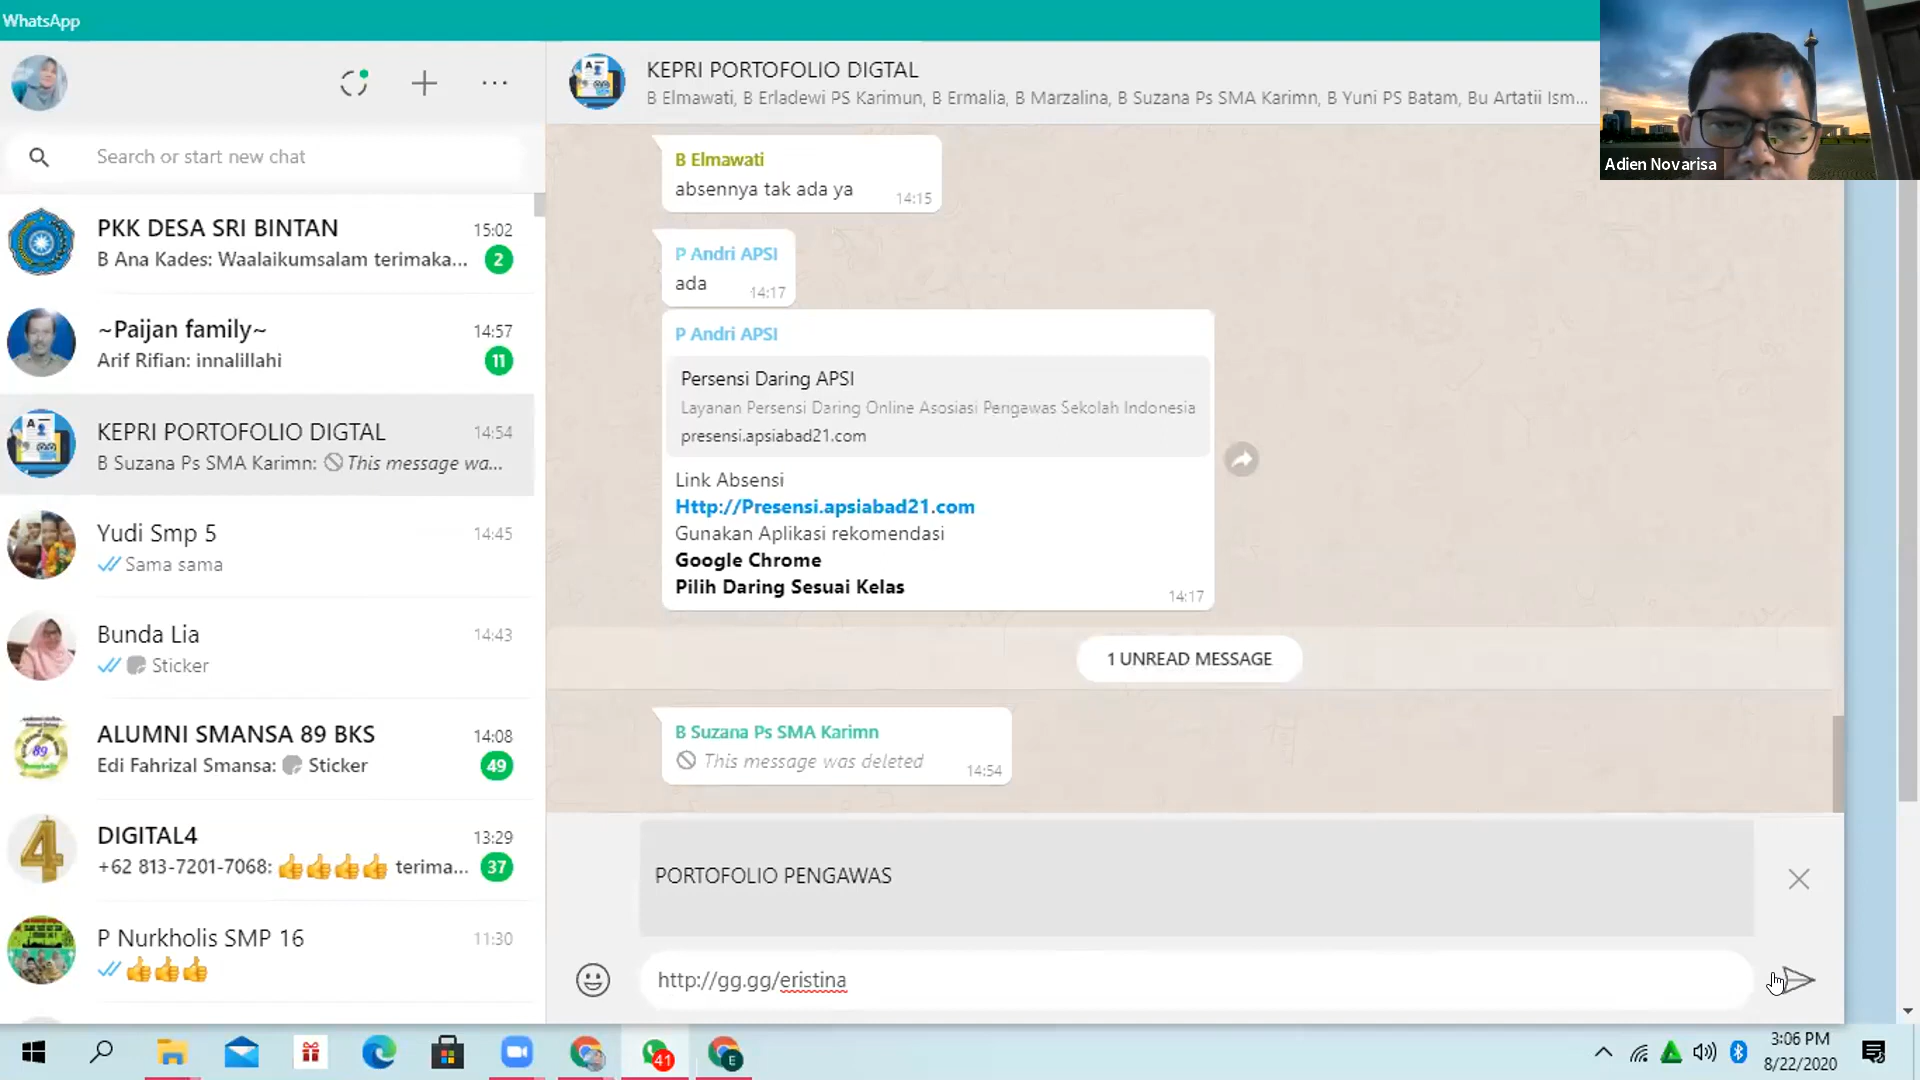 WhatsApp
Search or start new chat
PKK DESA SRI BINTAN 15:02
B Ana Kades: Waalaikumsalam terimaka... 2
~Paijan family~ 14:57
Arif Rifian: innalillahi 11
KEPRI PORTOFOLIO DIGTAL 14:54
B Suzana Ps SMA Karimn: This message wa...
Yudi Smp 5 14:45
Sama sama
Bunda Lia 14:43
Sticker
ALUMNI SMANSA 89 BKS 14:08
Edi Fahrizal Smansa: Sticker 49
89
DIGITAL4 13:29
+62 813-7201-7068: 👍👍👍👍 terima... 37
4
P Nurkholis SMP 16 11:30
👍👍👍
KEPRI PORTOFOLIO DIGTAL
B Elmawati, B Erladewi PS Karimun, B Ermalia, B Marzalina, B Suzana Ps SMA Karimn, B Yuni PS Batam, Bu Artatii Ism...
B Elmawati
absennya tak ada ya 14:15
P Andri APSI
ada 14:17
P Andri APSI
Persensi Daring APSI
Layanan Persensi Daring Online Asosiasi Pengawas Sekolah Indonesia
presensi.apsiabad21.com
Link Absensi
Http://Presensi.apsiabad21.com
Gunakan Aplikasi rekomendasi
Google Chrome
Pilih Daring Sesuai Kelas 14:17
1 UNREAD MESSAGE
B Suzana Ps SMA Karimn
This message was deleted 14:54
PORTOFOLIO PENGAWAS
http://gg.gg/eristina
Adien Novarisa
41
E
3:06 PM
8/22/2020